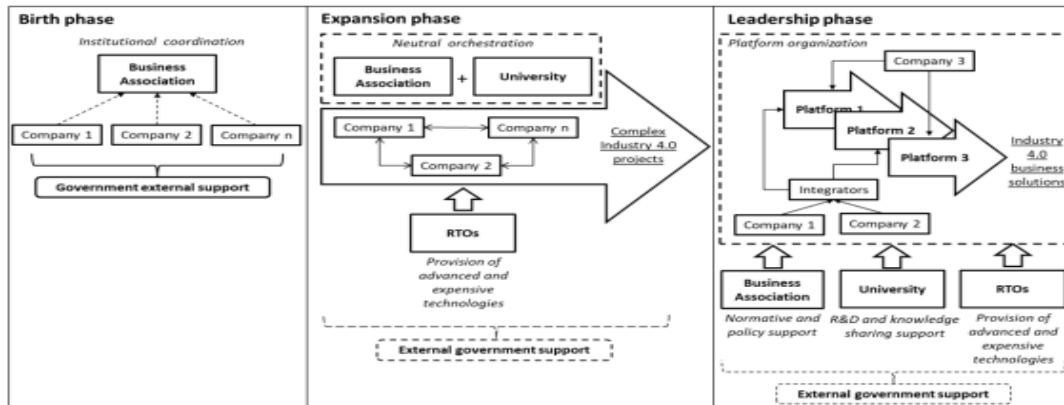 Birth phase
Institutional coordination
Business
Association
Company 1
Company 2
Company n
Government external support
Expansion phase
Neutral orchestration
Business
Association
+
University
Company 1
Company n
Company 2
Complex
Industry 4.0
projects
RTOs
Provision of
advanced and
expensive
technologies
External government support
Leadership phase
Platform organization
Company 3
Platform 1
Platform 2
Platform 3
Industry
4.0
business
solutions
Integrators
Company 1
Company 2
Business
Association
Normative and
policy support
University
R&D and knowledge
sharing support
RTOs
Provision of
advanced and
expensive
technologies
External government support